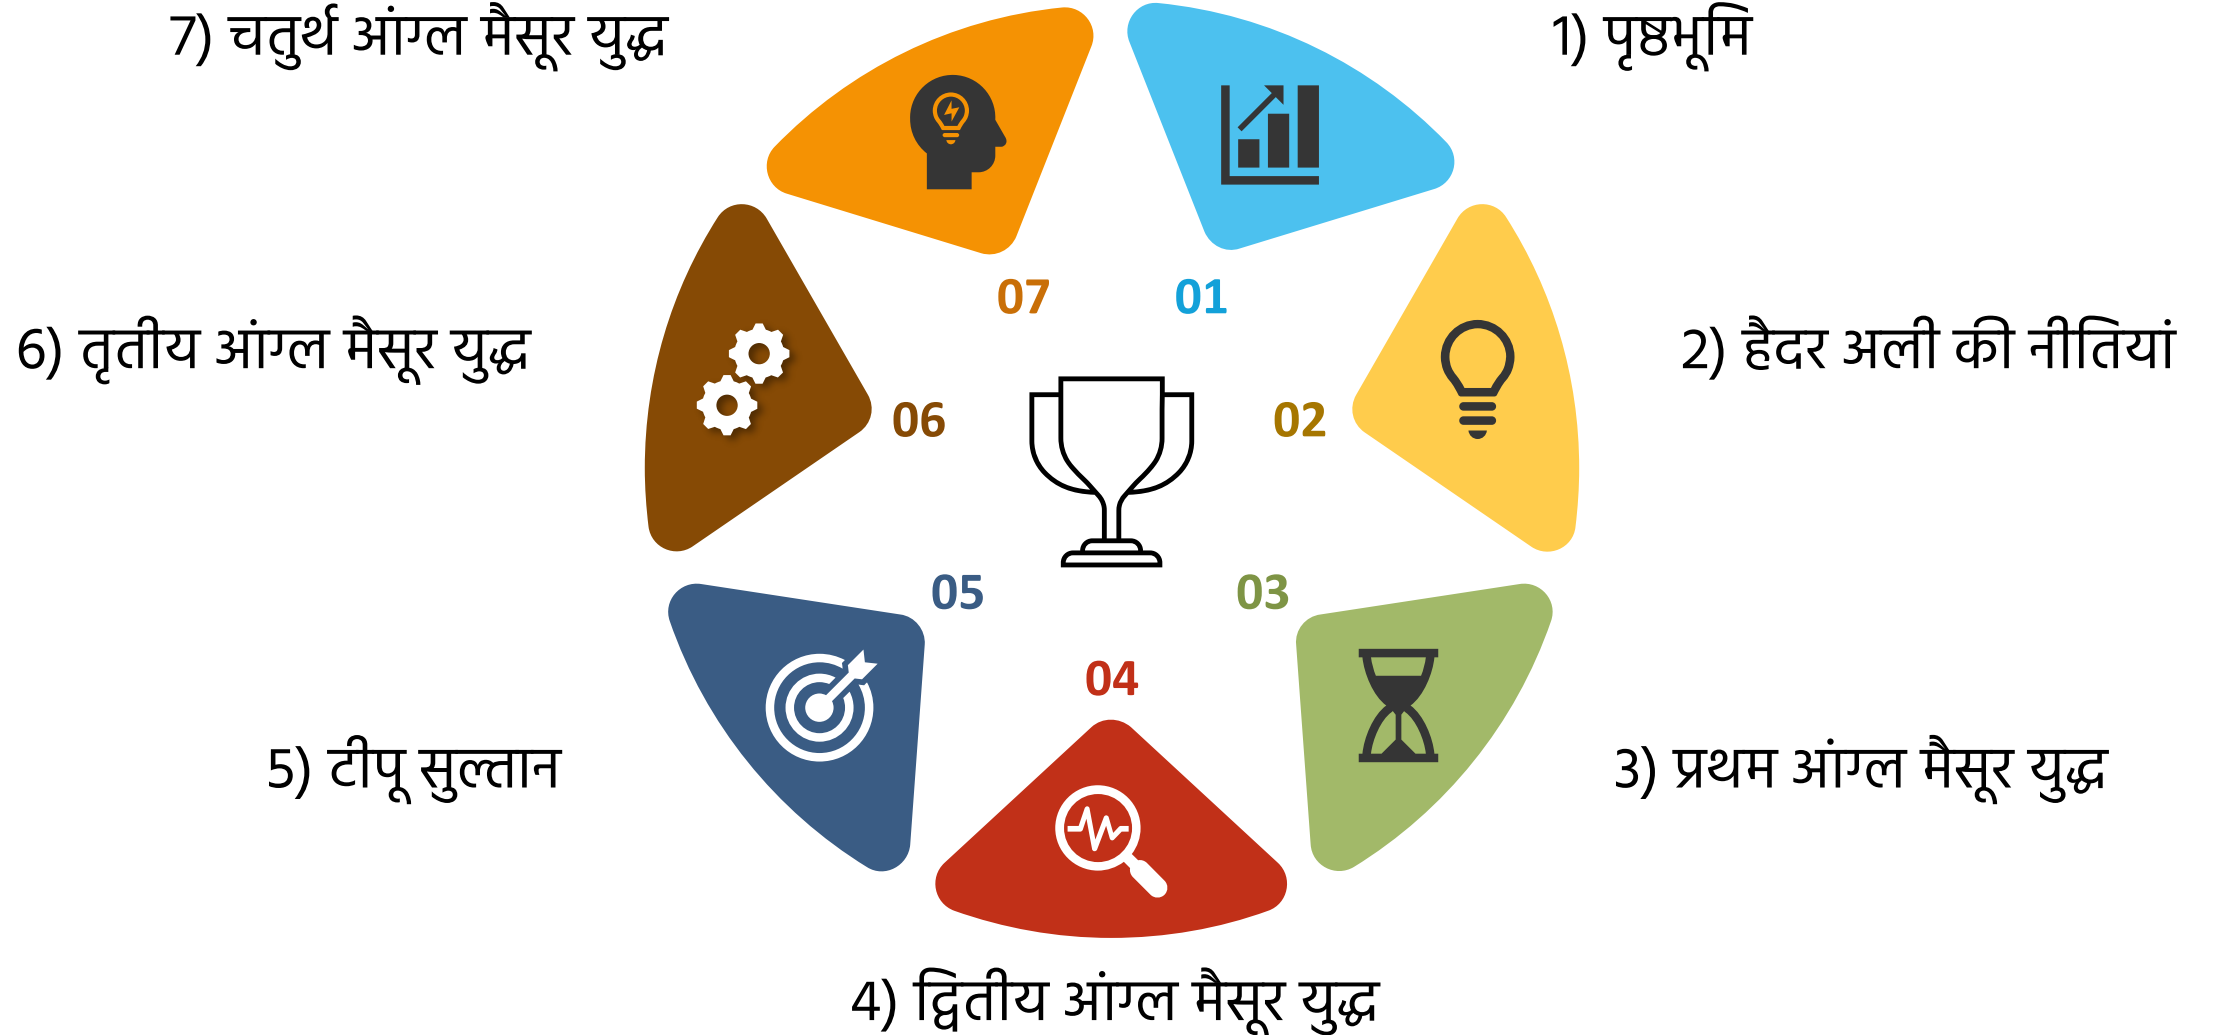 1) पृष्ठभूमि
2) हैदर अली की नीतियां
3) प्रथम आंग्ल मैसूर युद्ध
4) द्वितीय आंग्ल मैसूर युद्ध
5) टीपू सुल्तान
6) तृतीय आंग्ल मैसूर युद्ध
7) चतुर्थ आंग्ल मैसूर युद्ध
01
02
03
04
05
06
07